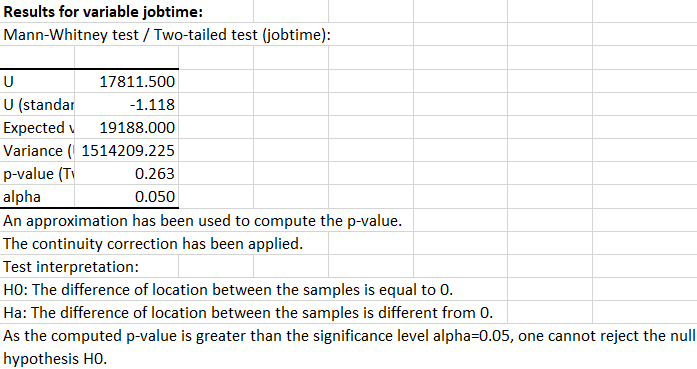 Results for variable jobtime:
Mann-Whitney test / Two-tailed test (jobtime):
U 17811.500
U (standar -1.118
Expected v 19188.000
Variance ( 1514209.225
p-value (Tv 0.263
alpha 0.050
An approximation has been used to compute the p-value.
The continuity correction has been applied.
Test interpretation:
H0: The difference of location between the samples is equal to 0.
Ha: The difference of location between the samples is different from 0.
As the computed p-value is greater than the significance level alpha=0.05, one cannot reject the null
hypothesis H0.